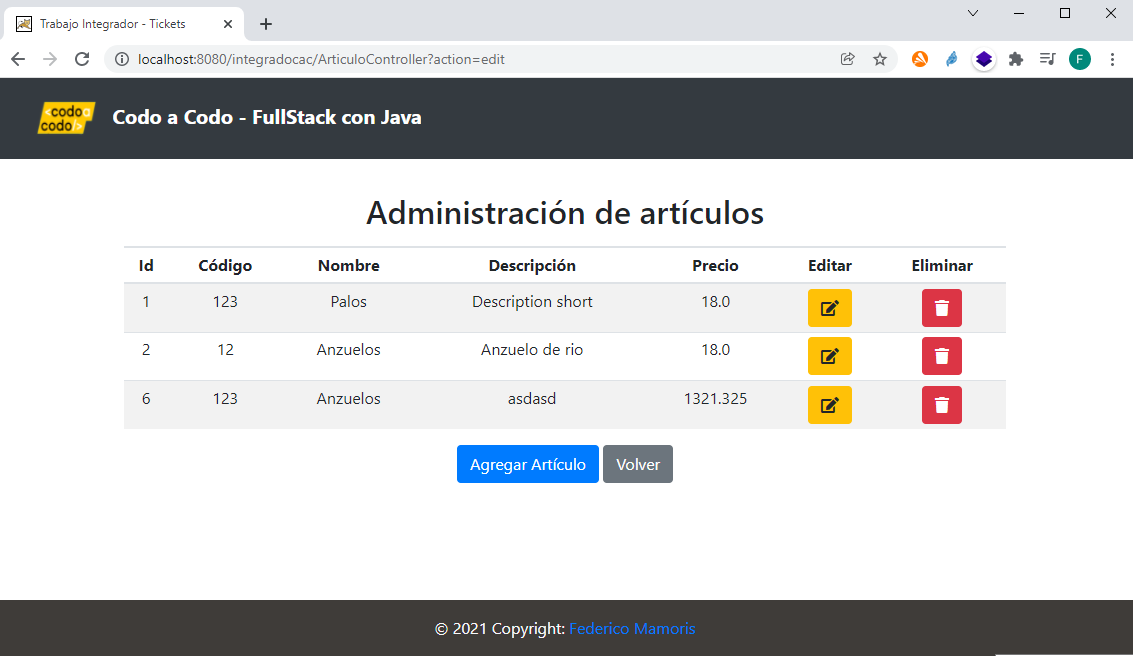 Trabajo Integrador - Tickets
localhost:8080/integradocac/ArticuloController?action=edit
F
<codo a
codo/>
Codo a Codo - FullStack con Java
Administración de artículos
Id Código Nombre Descripción Precio Editar Eliminar
1 123 Palos Description short 18.0
2 12 Anzuelos Anzuelo de rio 18.0
6 123 Anzuelos asdasd 1321.325
Agregar Artículo Volver
© 2021 Copyright: Federico Mamoris